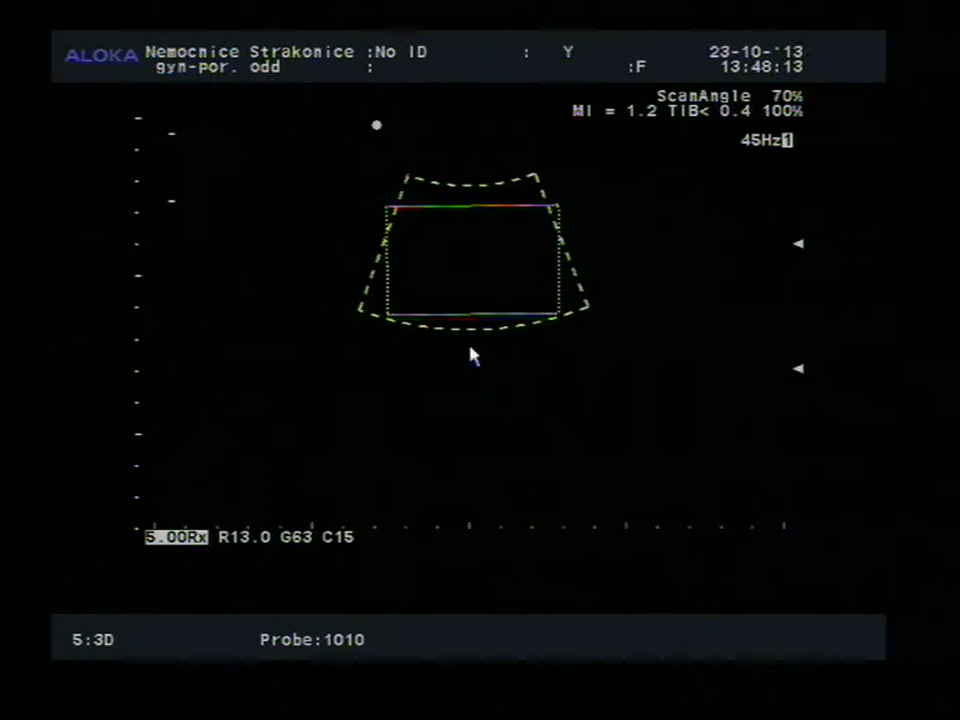 ALOKA Nemocnice Strakonice :No ID : Y 23-10-'13
gyn-por. odd : :F 13:48:13
ScanAngle 70%
MI = 1.2 TIB< 0.4 100%
45Hz1
5.00Rx R13.0 G63 C15
5:3D Probe:1010